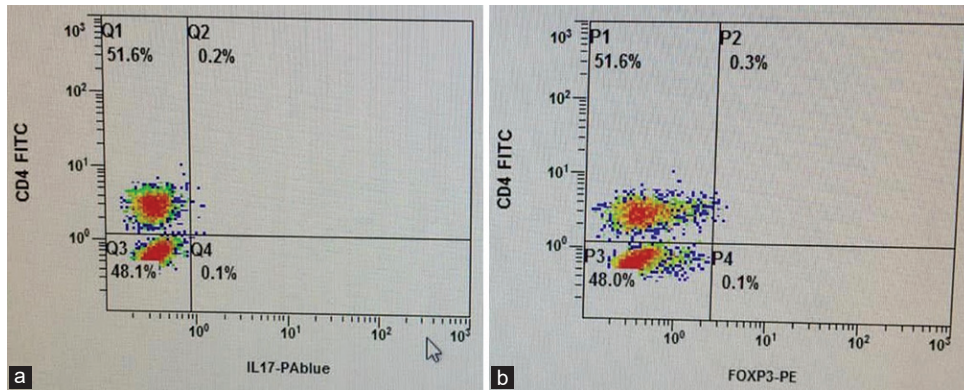 CD4 FITC
10³
10²
10¹
10⁰
Q1
51.6%
Q2
0.2%
Q3
48.1%
Q4
0.1%
10⁰
10¹
10²
10³
IL17-PAblue
a
CD4 FITC
10³
10²
10¹
10⁰
P1
51.6%
P2
0.3%
P3
48.0%
P4
0.1%
10⁰
10¹
10²
10³
FOXP3-PE
b